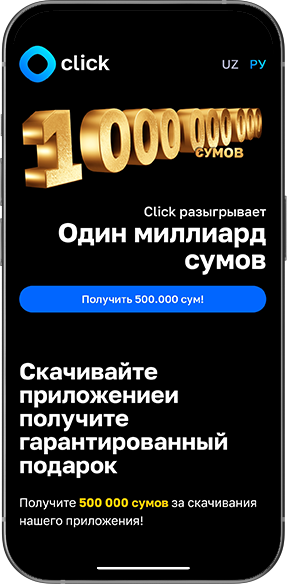 click
UZ РУ
1 000 000 000
сумов
Click разыгрывает
Один миллиард
сумов
Получить 500.000 сум!
Скачивайте
приложениеи
получите
гарантированный
подарок
Получите 500 000 сумов за скачивания
нашего приложения!